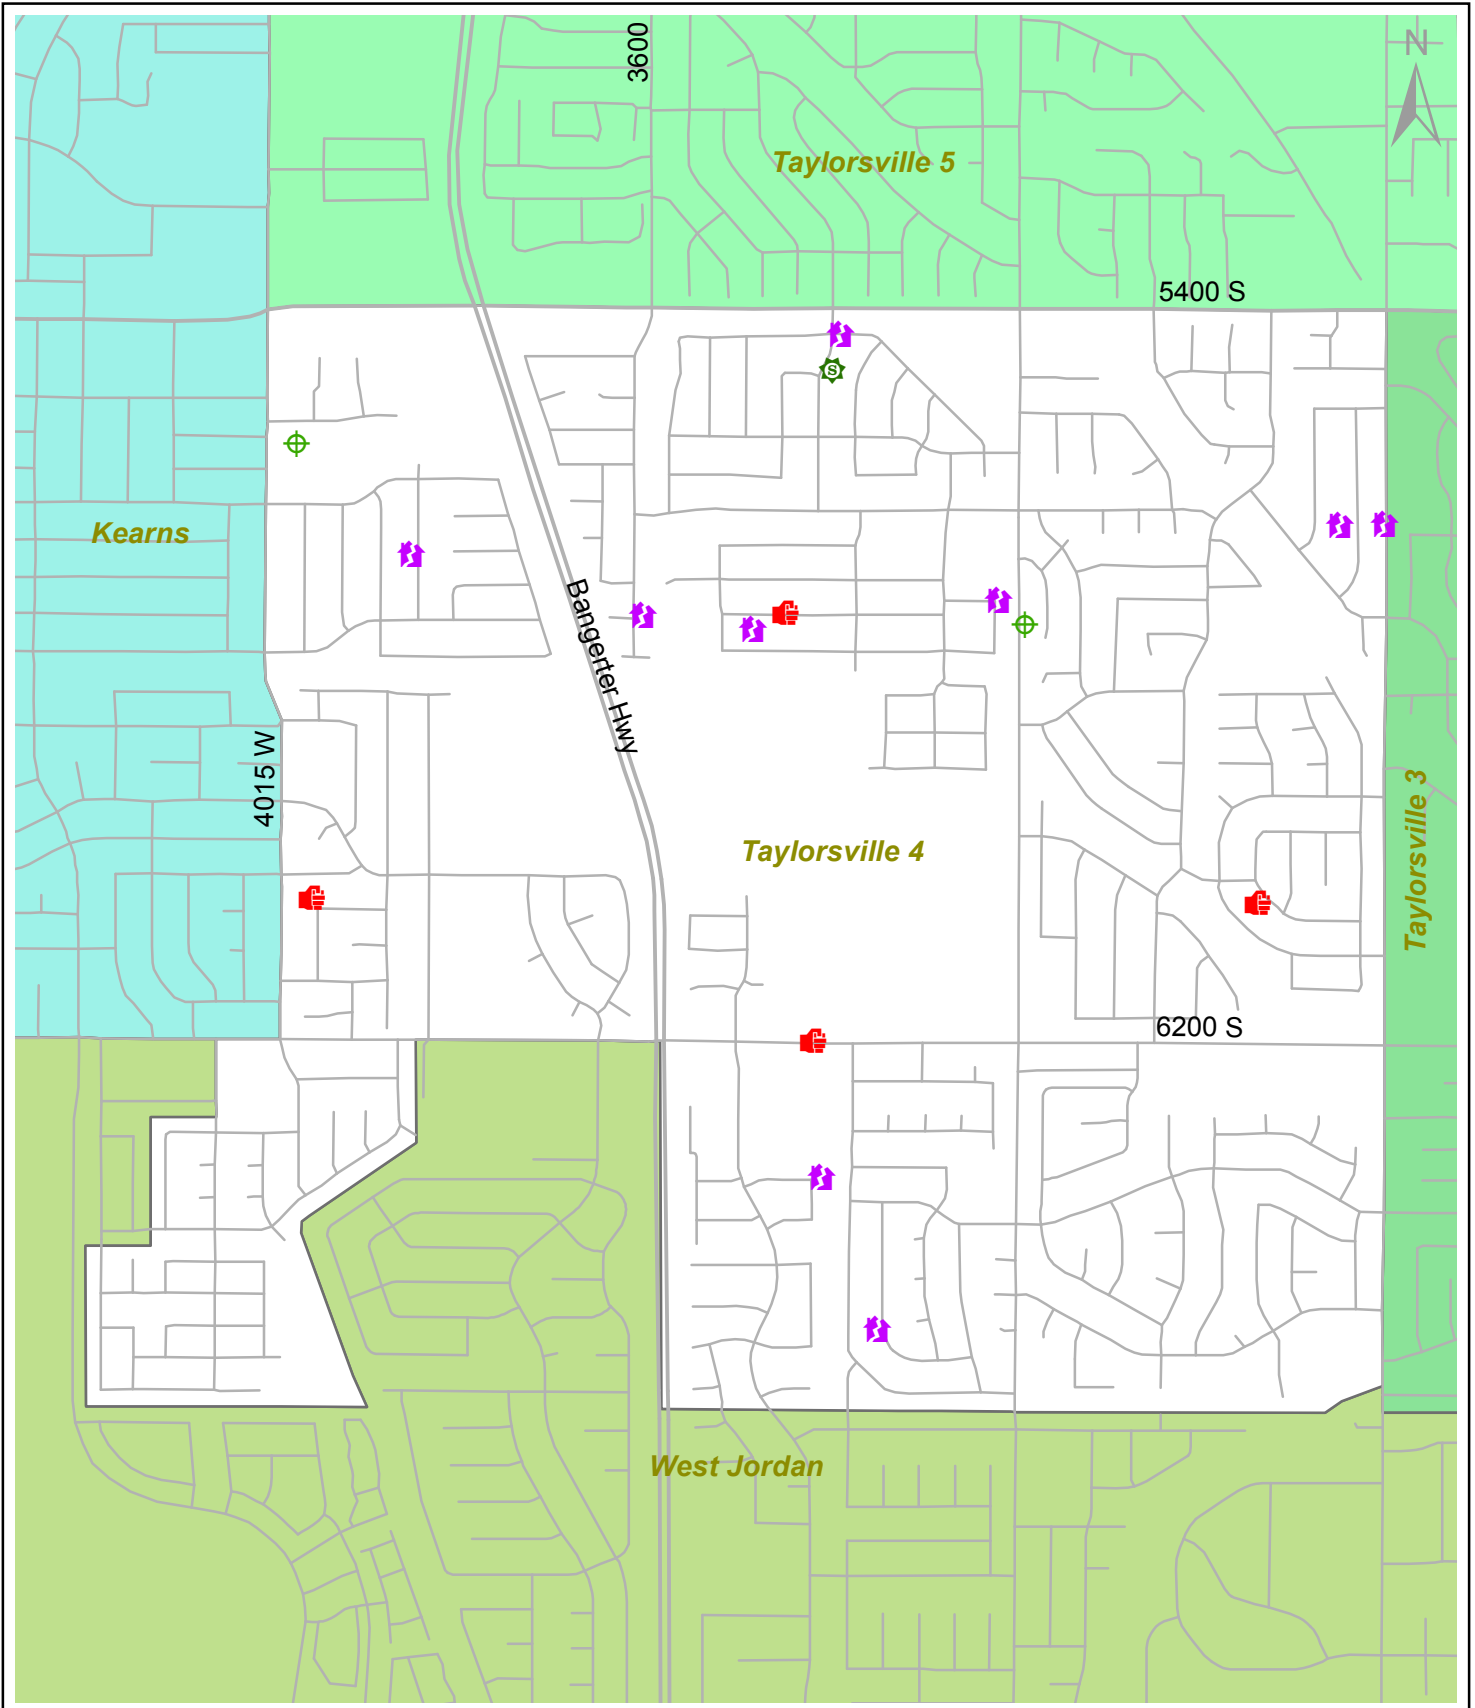 3600
N
Taylorsville 5
5400 S
S
Kearns
Bangerter Hwy
4015 W
Taylorsville 4
Taylorsville 3
6200 S
West Jordan